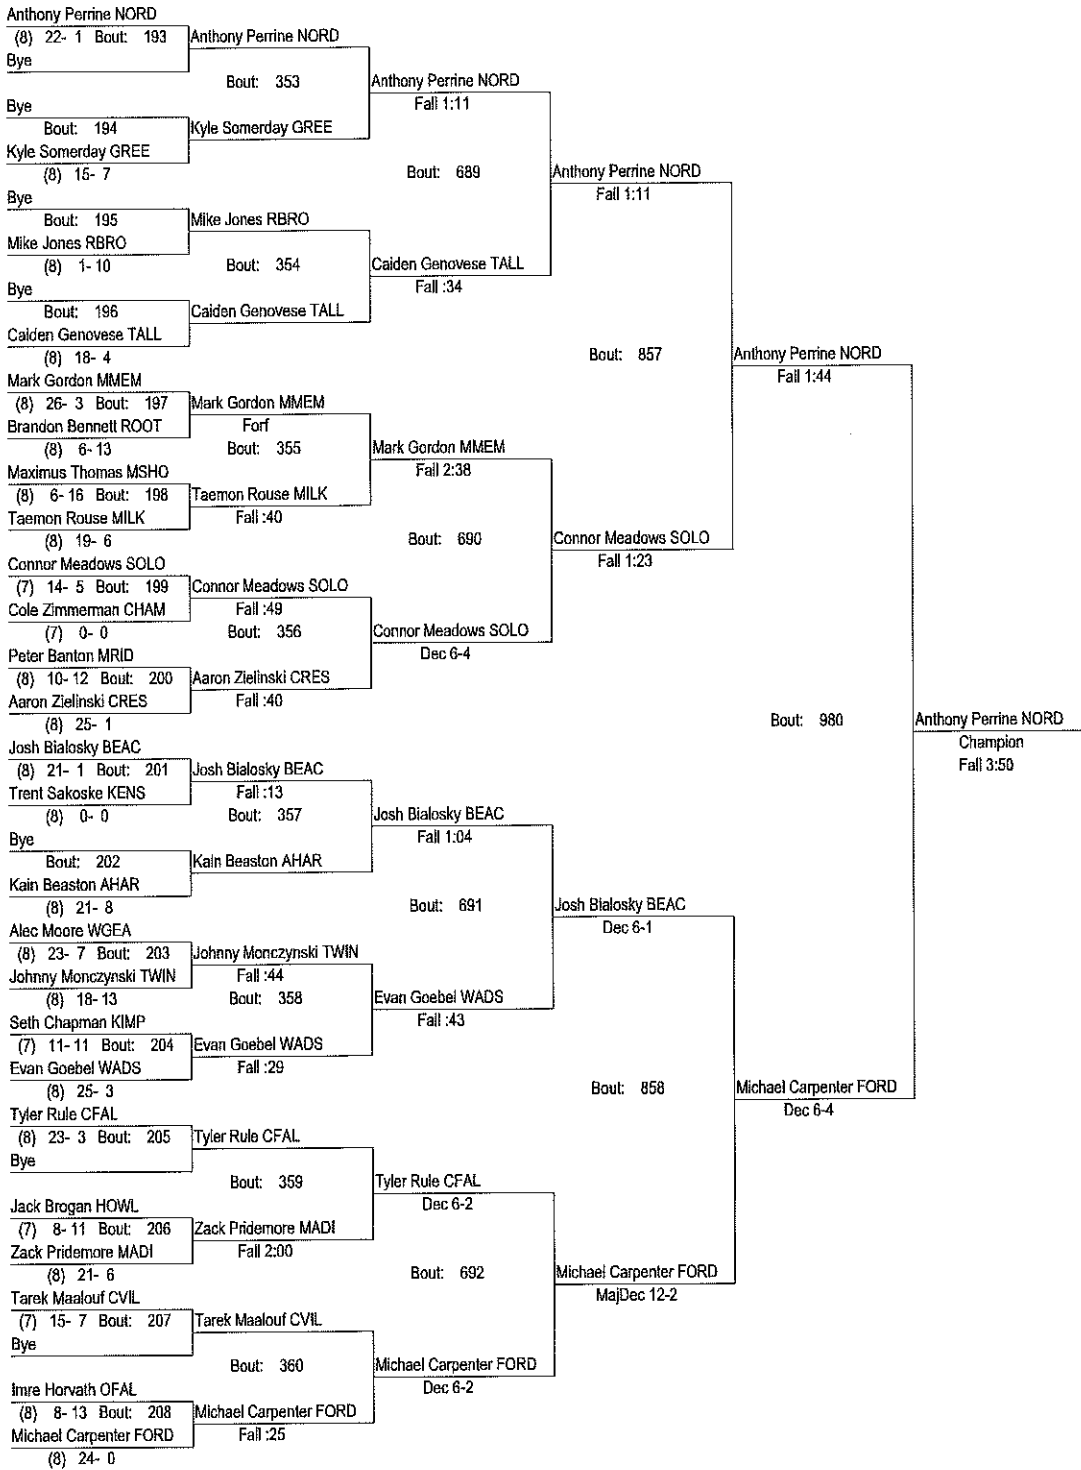 Anthony Perrine NORD
(8) 22- 1 Bout: 193
Bye
Anthony Perrine NORD
Bout: 353
Bye
Bout: 194
Kyle Somerday GREE
(8) 15- 7
Kyle Somerday GREE
Anthony Perrine NORD
Fall 1:11
Bout: 689
Bye
Bout: 195
Mike Jones RBRO
(8) 1- 10
Mike Jones RBRO
Bout: 354
Bye
Bout: 196
Caiden Genovese TALL
(8) 18- 4
Caiden Genovese TALL
Caiden Genovese TALL
Fall :34
Anthony Perrine NORD
Fall 1:11
Bout: 857
Mark Gordon MMEM
(8) 26- 3 Bout: 197
Brandon Bennett ROOT
(8) 6- 13
Mark Gordon MMEM
Forf
Bout: 355
Maximus Thomas MSHO
(8) 6- 16 Bout: 198
Taemon Rouse MILK
(8) 19- 6
Taemon Rouse MILK
Fall :40
Mark Gordon MMEM
Fall 2:38
Bout: 690
Connor Meadows SOLO
(7) 14- 5 Bout: 199
Cole Zimmerman CHAM
(7) 0- 0
Connor Meadows SOLO
Fall :49
Bout: 356
Peter Banton MRID
(8) 10- 12 Bout: 200
Aaron Zielinski CRES
(8) 25- 1
Aaron Zielinski CRES
Fall :40
Connor Meadows SOLO
Dec 6-4
Connor Meadows SOLO
Fall 1:23
Anthony Perrine NORD
Fall 1:44
Bout: 980
Anthony Perrine NORD
Champion
Fall 3:50
Josh Bialosky BEAC
(8) 21- 1 Bout: 201
Trent Sakoske KENS
(8) 0- 0
Josh Bialosky BEAC
Fall :13
Bout: 357
Bye
Bout: 202
Kain Beaston AHAR
(8) 21- 8
Kain Beaston AHAR
Josh Bialosky BEAC
Fall 1:04
Bout: 691
Alec Moore WGEA
(8) 23- 7 Bout: 203
Johnny Monczynski TWIN
(8) 18- 13
Johnny Monczynski TWIN
Fall :44
Bout: 358
Seth Chapman KIMP
(7) 11- 11 Bout: 204
Evan Goebel WADS
(8) 25- 3
Evan Goebel WADS
Fall :29
Evan Goebel WADS
Fall :43
Josh Bialosky BEAC
Dec 6-1
Bout: 858
Tyler Rule CFAL
(8) 23- 3 Bout: 205
Bye
Tyler Rule CFAL
Bout: 359
Jack Brogan HOWL
(7) 8- 11 Bout: 206
Zack Pridemore MADI
(8) 21- 6
Zack Pridemore MADI
Fall 2:00
Tyler Rule CFAL
Dec 6-2
Bout: 692
Tarek Maalouf CVIL
(7) 15- 7 Bout: 207
Bye
Tarek Maalouf CVIL
Bout: 360
Imre Horvath OFAL
(8) 8- 13 Bout: 208
Michael Carpenter FORD
(8) 24- 0
Michael Carpenter FORD
Fall :25
Michael Carpenter FORD
Dec 6-2
Michael Carpenter FORD
MajDec 12-2
Michael Carpenter FORD
Dec 6-4